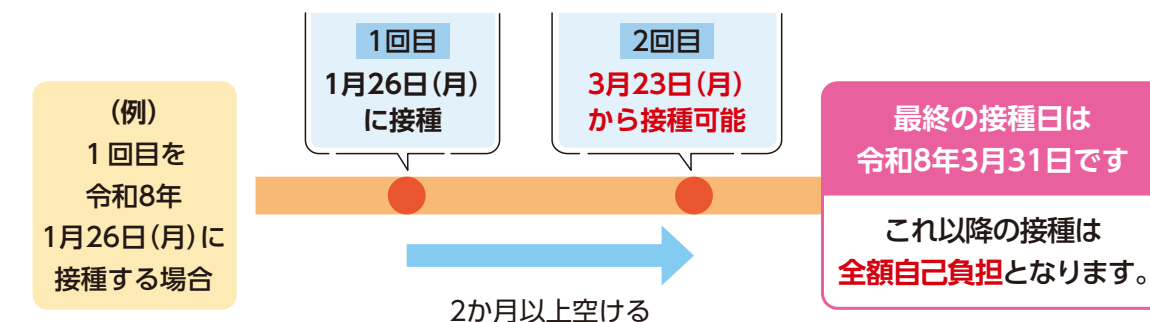 (例)
1回目を
令和8年
1月26日(月)に
接種する場合
1回目
1月26日(月)
に接種
2回目
3月23日(月)
から接種可能
2か月以上空ける
最終の接種日は
令和8年3月31日です
これ以降の接種は
全額自己負担となります。